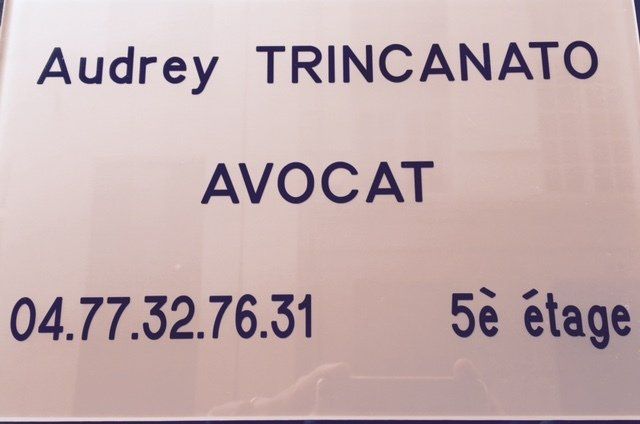 Audrey TRINCANATO
AVOCAT
04.77.32.76.31 5è étage